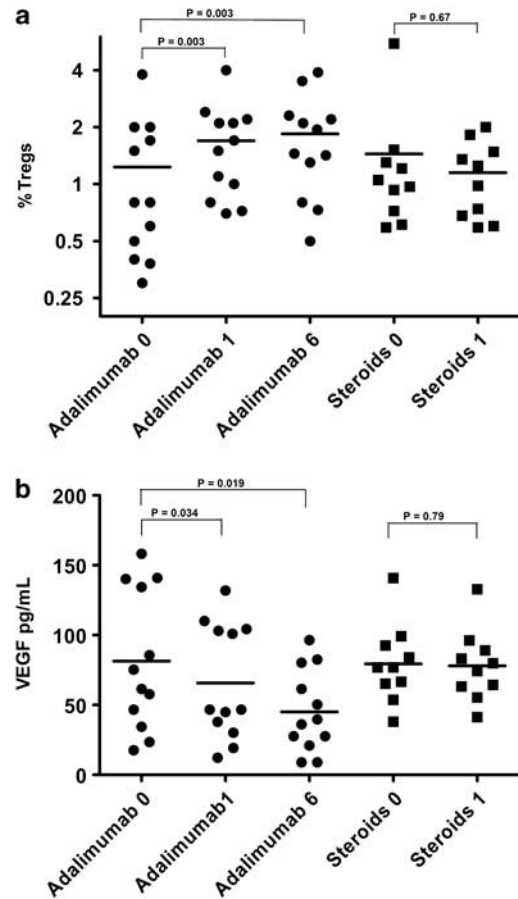 a
P = 0.003
P = 0.003
P = 0.67
% Tregs
4
2
1
0.5
0.25
Adalimumab 0
Adalimumab 1
Adalimumab 6
Steroids 0
Steroids 1
b
P = 0.019
P = 0.034
P = 0.79
VEGF pg/mL
200
150
100
50
0
Adalimumab 0
Adalimumab1
Adalimumab 6
Steroids 0
Steroids 1